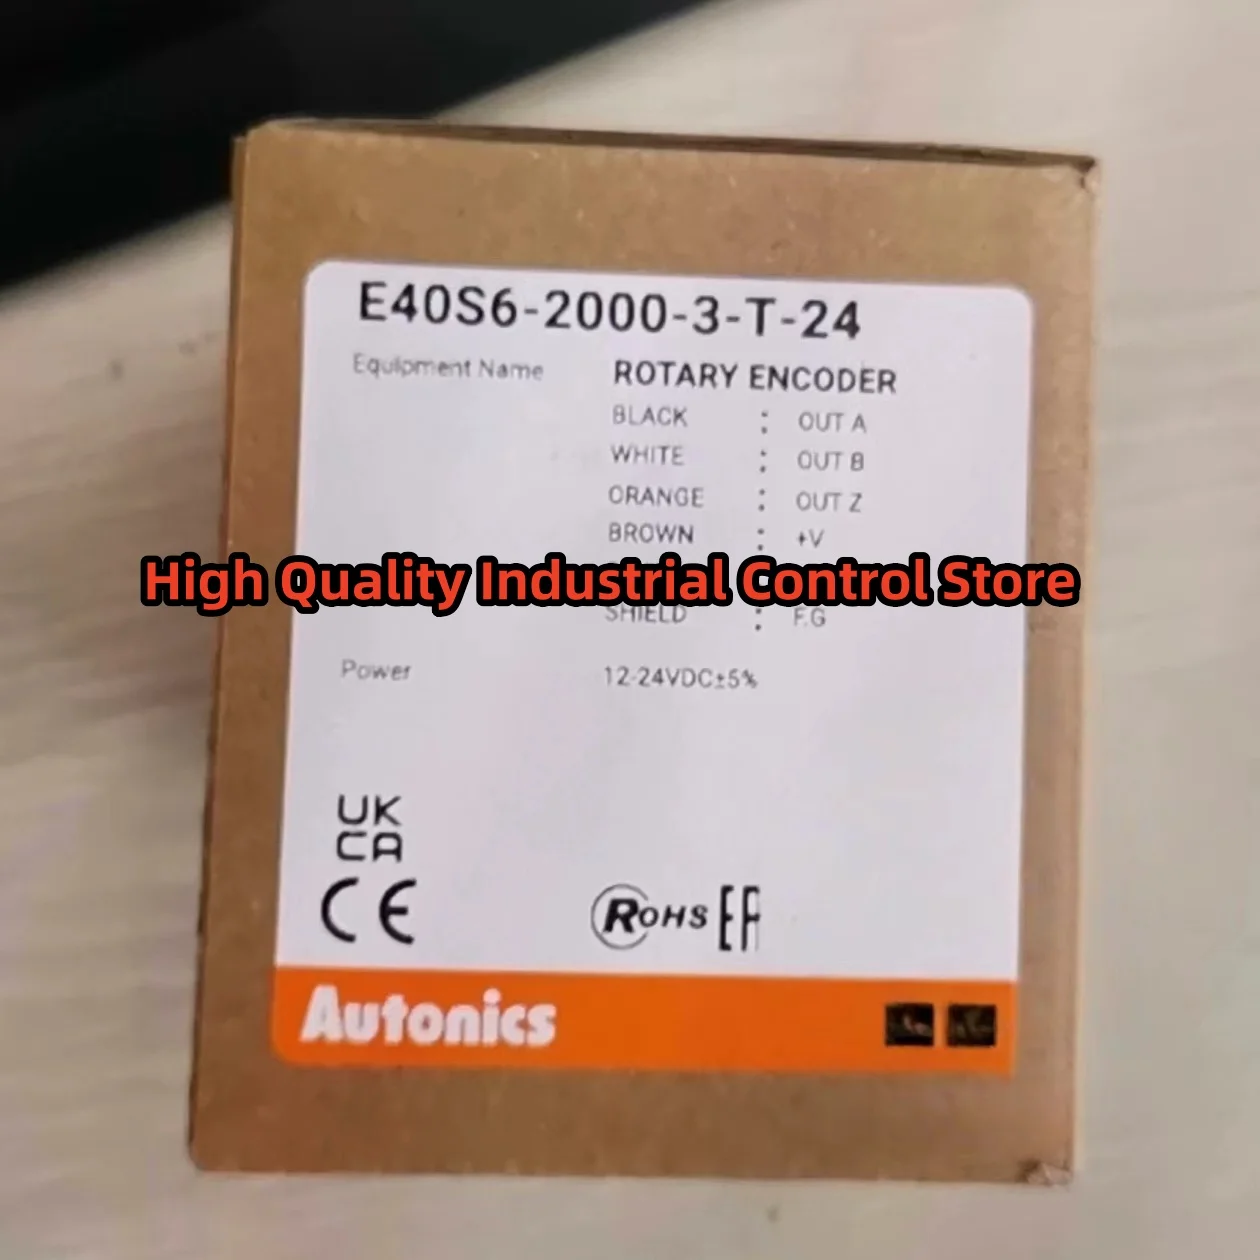 E40S6-2000-3-T-24
Equipment Name ROTARY ENCODER
BLACK : OUT A
WHITE : OUT B
ORANGE : OUT Z
BROWN : +V
High Quality Industrial Control Store
SHIELD : F.G
Power 12-24VDC±5%
UK
CA
CE
RoHS EAC
Autonics